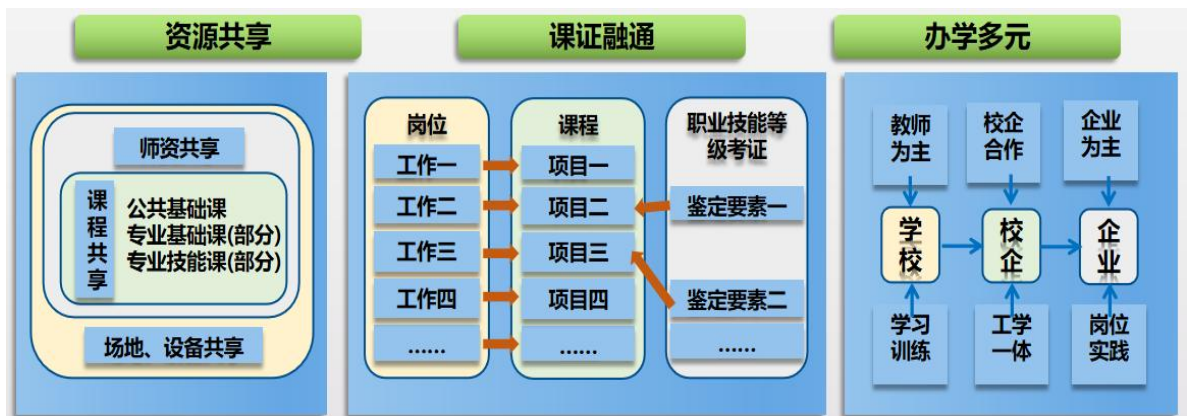 资源共享
师资共享
课程共享
公共基础课
专业基础课(部分)
专业技能课(部分)
场地、设备共享
课证融通
岗位
工作一
工作二
工作三
工作四
......
课程
项目一
项目二
项目三
项目四
......
职业技能等
级考证
鉴定要素一
鉴定要素二
......
办学多元
教师
为主
校企
合作
企业
为主
学校
校企
企业
学习
训练
工学
一体
岗位
实践